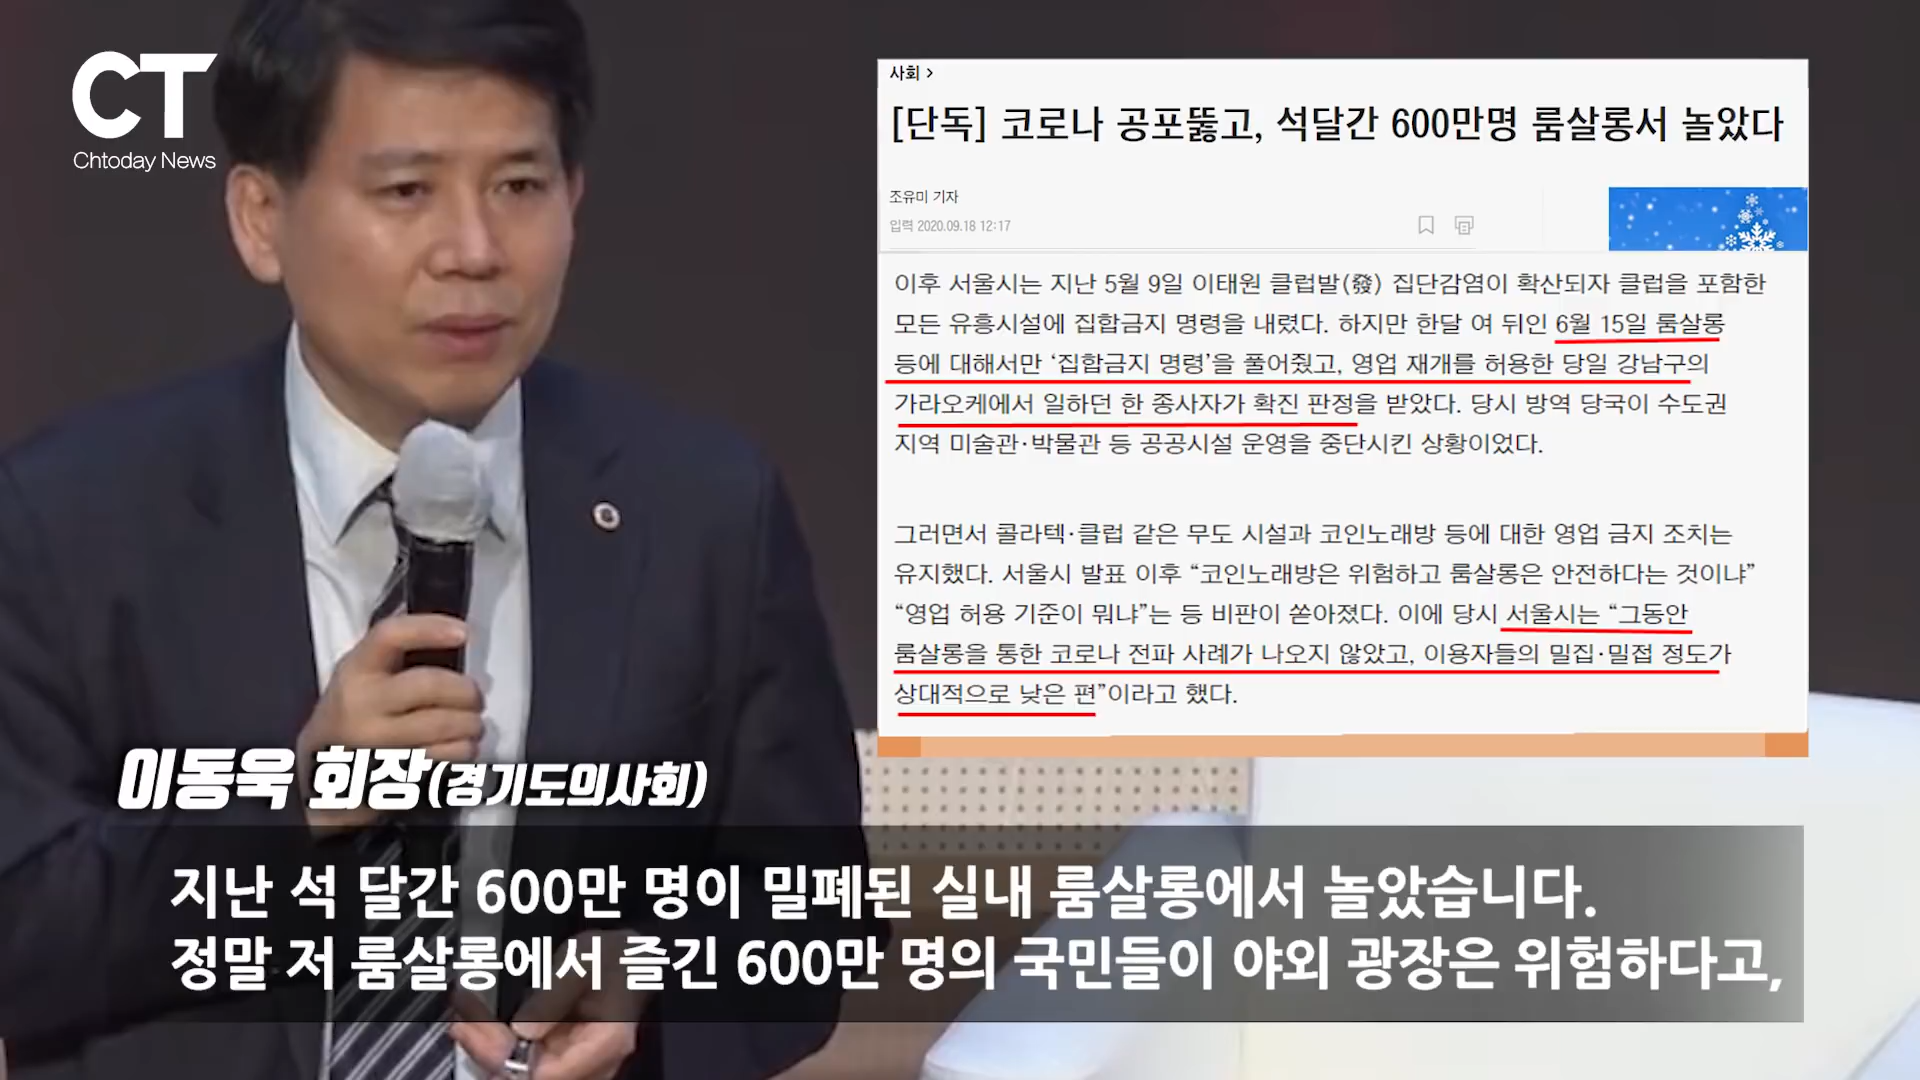 CT
Chtoday News
사회 >
[단독] 코로나 공포뚫고, 석달간 600만명 룸살롱서 놀았다
조유미 기자
입력 2020.09.18 12:17
이후 서울시는 지난 5월 9일 이태원 클럽발(發) 집단감염이 확산되자 클럽을 포함한
모든 유흥시설에 집합금지 명령을 내렸다. 하지만 한달 여 뒤인 6월 15일 룸살롱
등에 대해서만 ‘집합금지 명령’을 풀어줬고, 영업 재개를 허용한 당일 강남구의
가라오케에서 일하던 한 종사자가 확진 판정을 받았다. 당시 방역 당국이 수도권
지역 미술관·박물관 등 공공시설 운영을 중단시킨 상황이었다.
그러면서 콜라텍·클럽 같은 무도 시설과 코인노래방 등에 대한 영업 금지 조치는
유지했다. 서울시 발표 이후 “코인노래방은 위험하고 룸살롱은 안전하다는 것이냐”
“영업 허용 기준이 뭐냐”는 등 비판이 쏟아졌다. 이에 당시 서울시는 “그동안
룸살롱을 통한 코로나 전파 사례가 나오지 않았고, 이용자들의 밀집·밀접 정도가
상대적으로 낮은 편”이라고 했다.
이동욱 회장(경기도의사회)
지난 석 달간 600만 명이 밀폐된 실내 룸살롱에서 놀았습니다.
정말 저 룸살롱에서 즐긴 600만 명의 국민들이 야외 광장은 위험하다고,